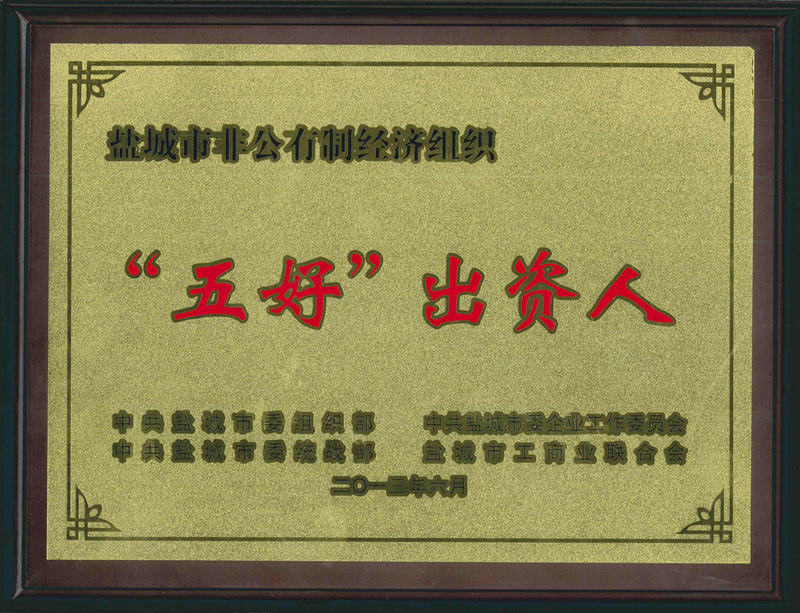 盐城市非公有制经济组织
“五好”出资人
中共盐城市委组织部 中共盐城市委企业工作委员会
中共盐城市委统战部 盐城市工商业联合会
二〇一三年六月